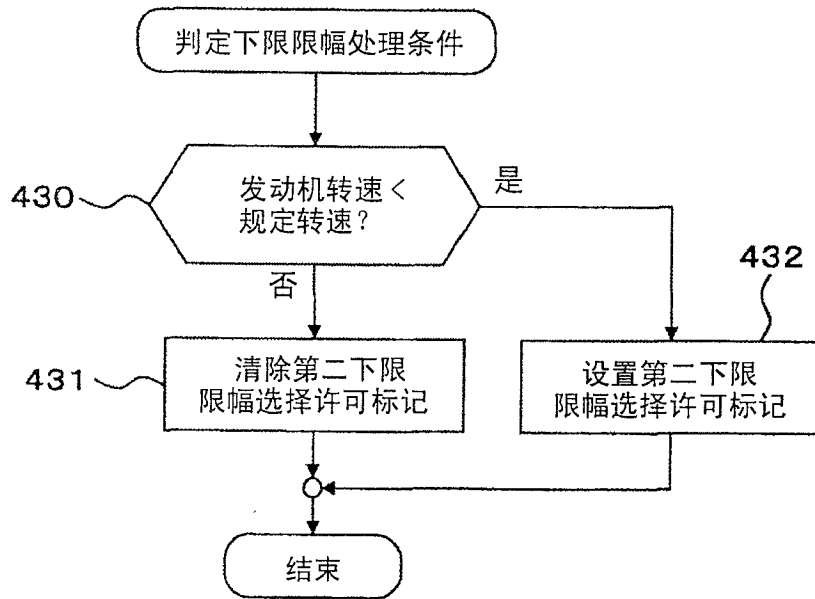 判定下限限幅处理条件
430
发动机转速<
规定转速?
是
否
432
431
清除第二下限
限幅选择许可标记
设置第二下限
限幅选择许可标记
结束